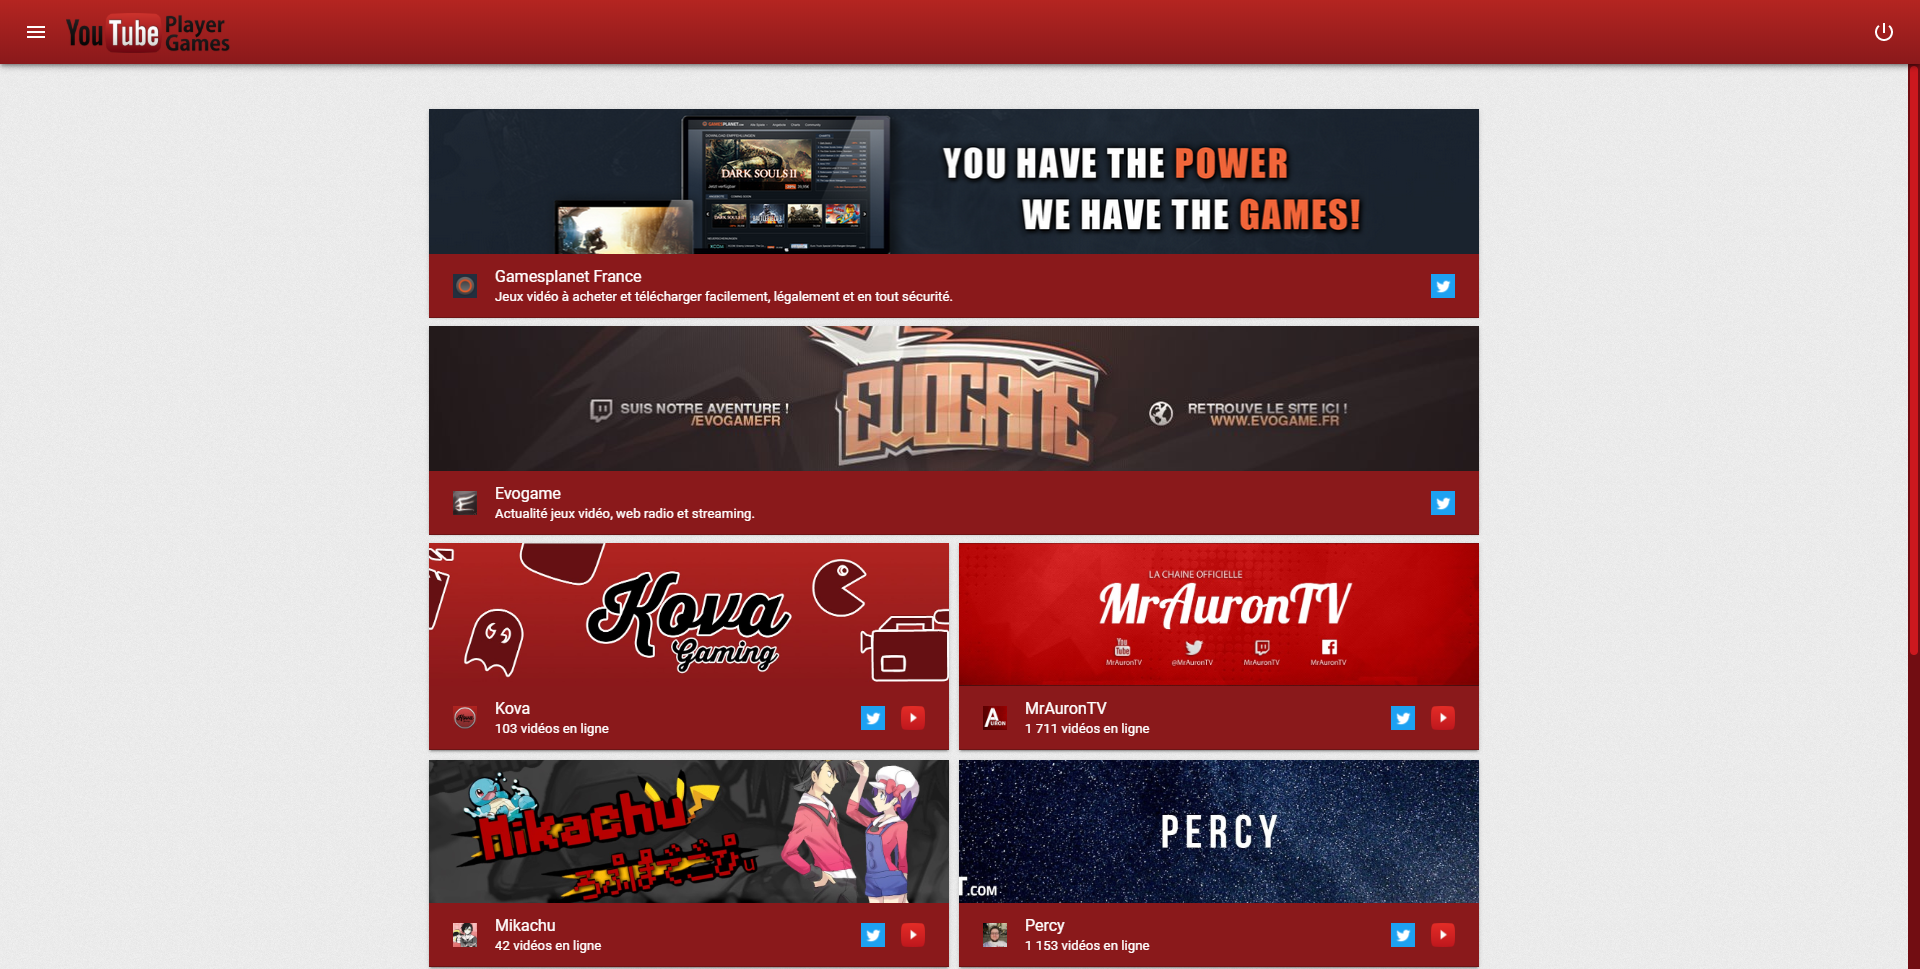 You Tube Player
Games
DARK SOULS II
YOU HAVE THE POWER
WE HAVE THE GAMES!
Gamesplanet France
Jeux vidéo à acheter et télécharger facilement, légalement et en tout sécurité.
EVOGAME
SUIS NOTRE AVENTURE !
/EVOGAMEFR
RETROUVE LE SITE ICI !
WWW.EVOGAME.FR
Evogame
Actualité jeux vidéo, web radio et streaming.
Kova
Gaming
Kova
103 vidéos en ligne
LA CHAINE OFFICIELLE
MrAuronTV
You Tube
MrAuronTV
@MrAuronTV
MrAuronTV
MrAuronTV
MrAuronTV
1 711 vidéos en ligne
Mikachu
Mikachu
42 vidéos en ligne
PERCY
T.COM
Percy
1 153 vidéos en ligne